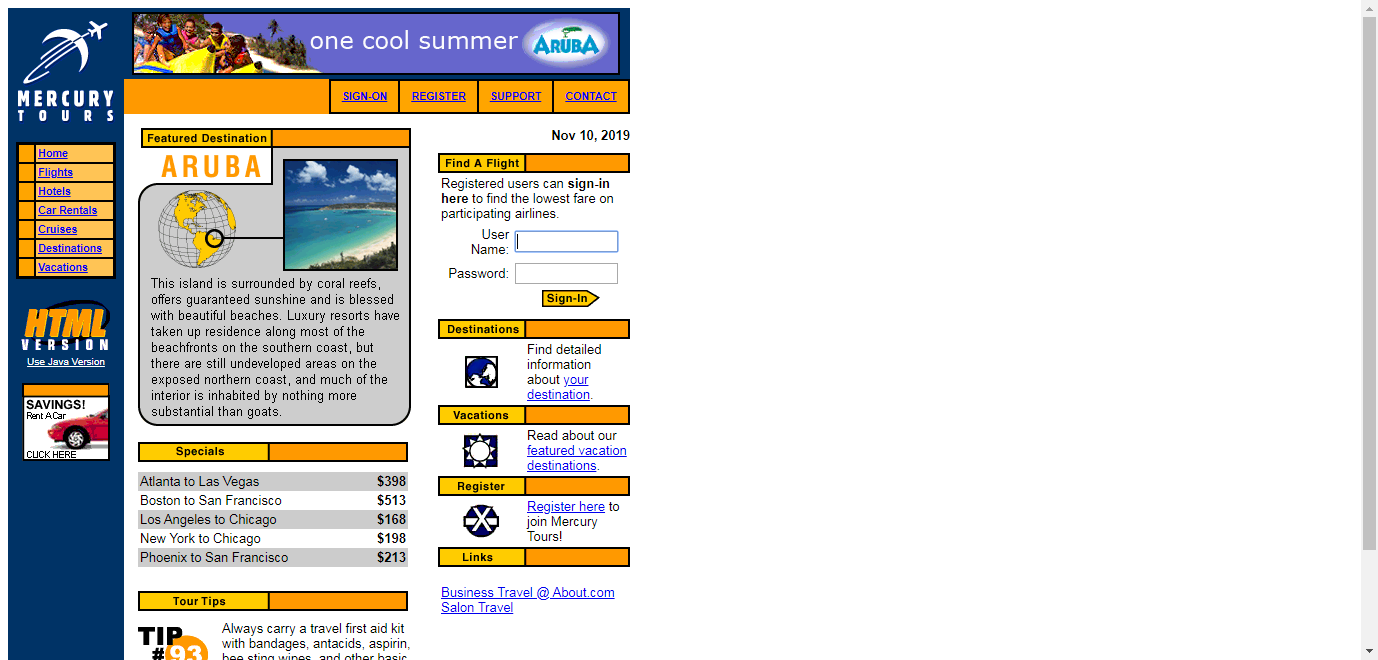 one cool summer ARUBA
MERCURY
TOURS
SIGN-ON REGISTER SUPPORT CONTACT
Home
Flights
Hotels
Car Rentals
Cruises
Destinations
Vacations
HTML
VERSION
Use Java Version
SAVINGS!
Rent A Car
CLICK HERE
Featured Destination
ARUBA
This island is surrounded by coral reefs,
offers guaranteed sunshine and is blessed
with beautiful beaches. Luxury resorts have
taken up residence along most of the
beachfronts on the southern coast, but
there are still undeveloped areas on the
exposed northern coast, and much of the
interior is inhabited by nothing more
substantial than goats.
Specials
Atlanta to Las Vegas $398
Boston to San Francisco $513
Los Angeles to Chicago $168
New York to Chicago $198
Phoenix to San Francisco $213
Tour Tips
TIP
#93
Always carry a travel first aid kit
with bandages, antacids, aspirin,
bee sting wipes, and other basic
Nov 10, 2019
Find A Flight
Registered users can sign-in
here to find the lowest fare on
participating airlines.
User
Name:
Password:
Sign-In
Destinations
Find detailed
information
about your
destination.
Vacations
Read about our
featured vacation
destinations.
Register
Register here to
join Mercury
Tours!
Links
Business Travel @ About.com
Salon Travel